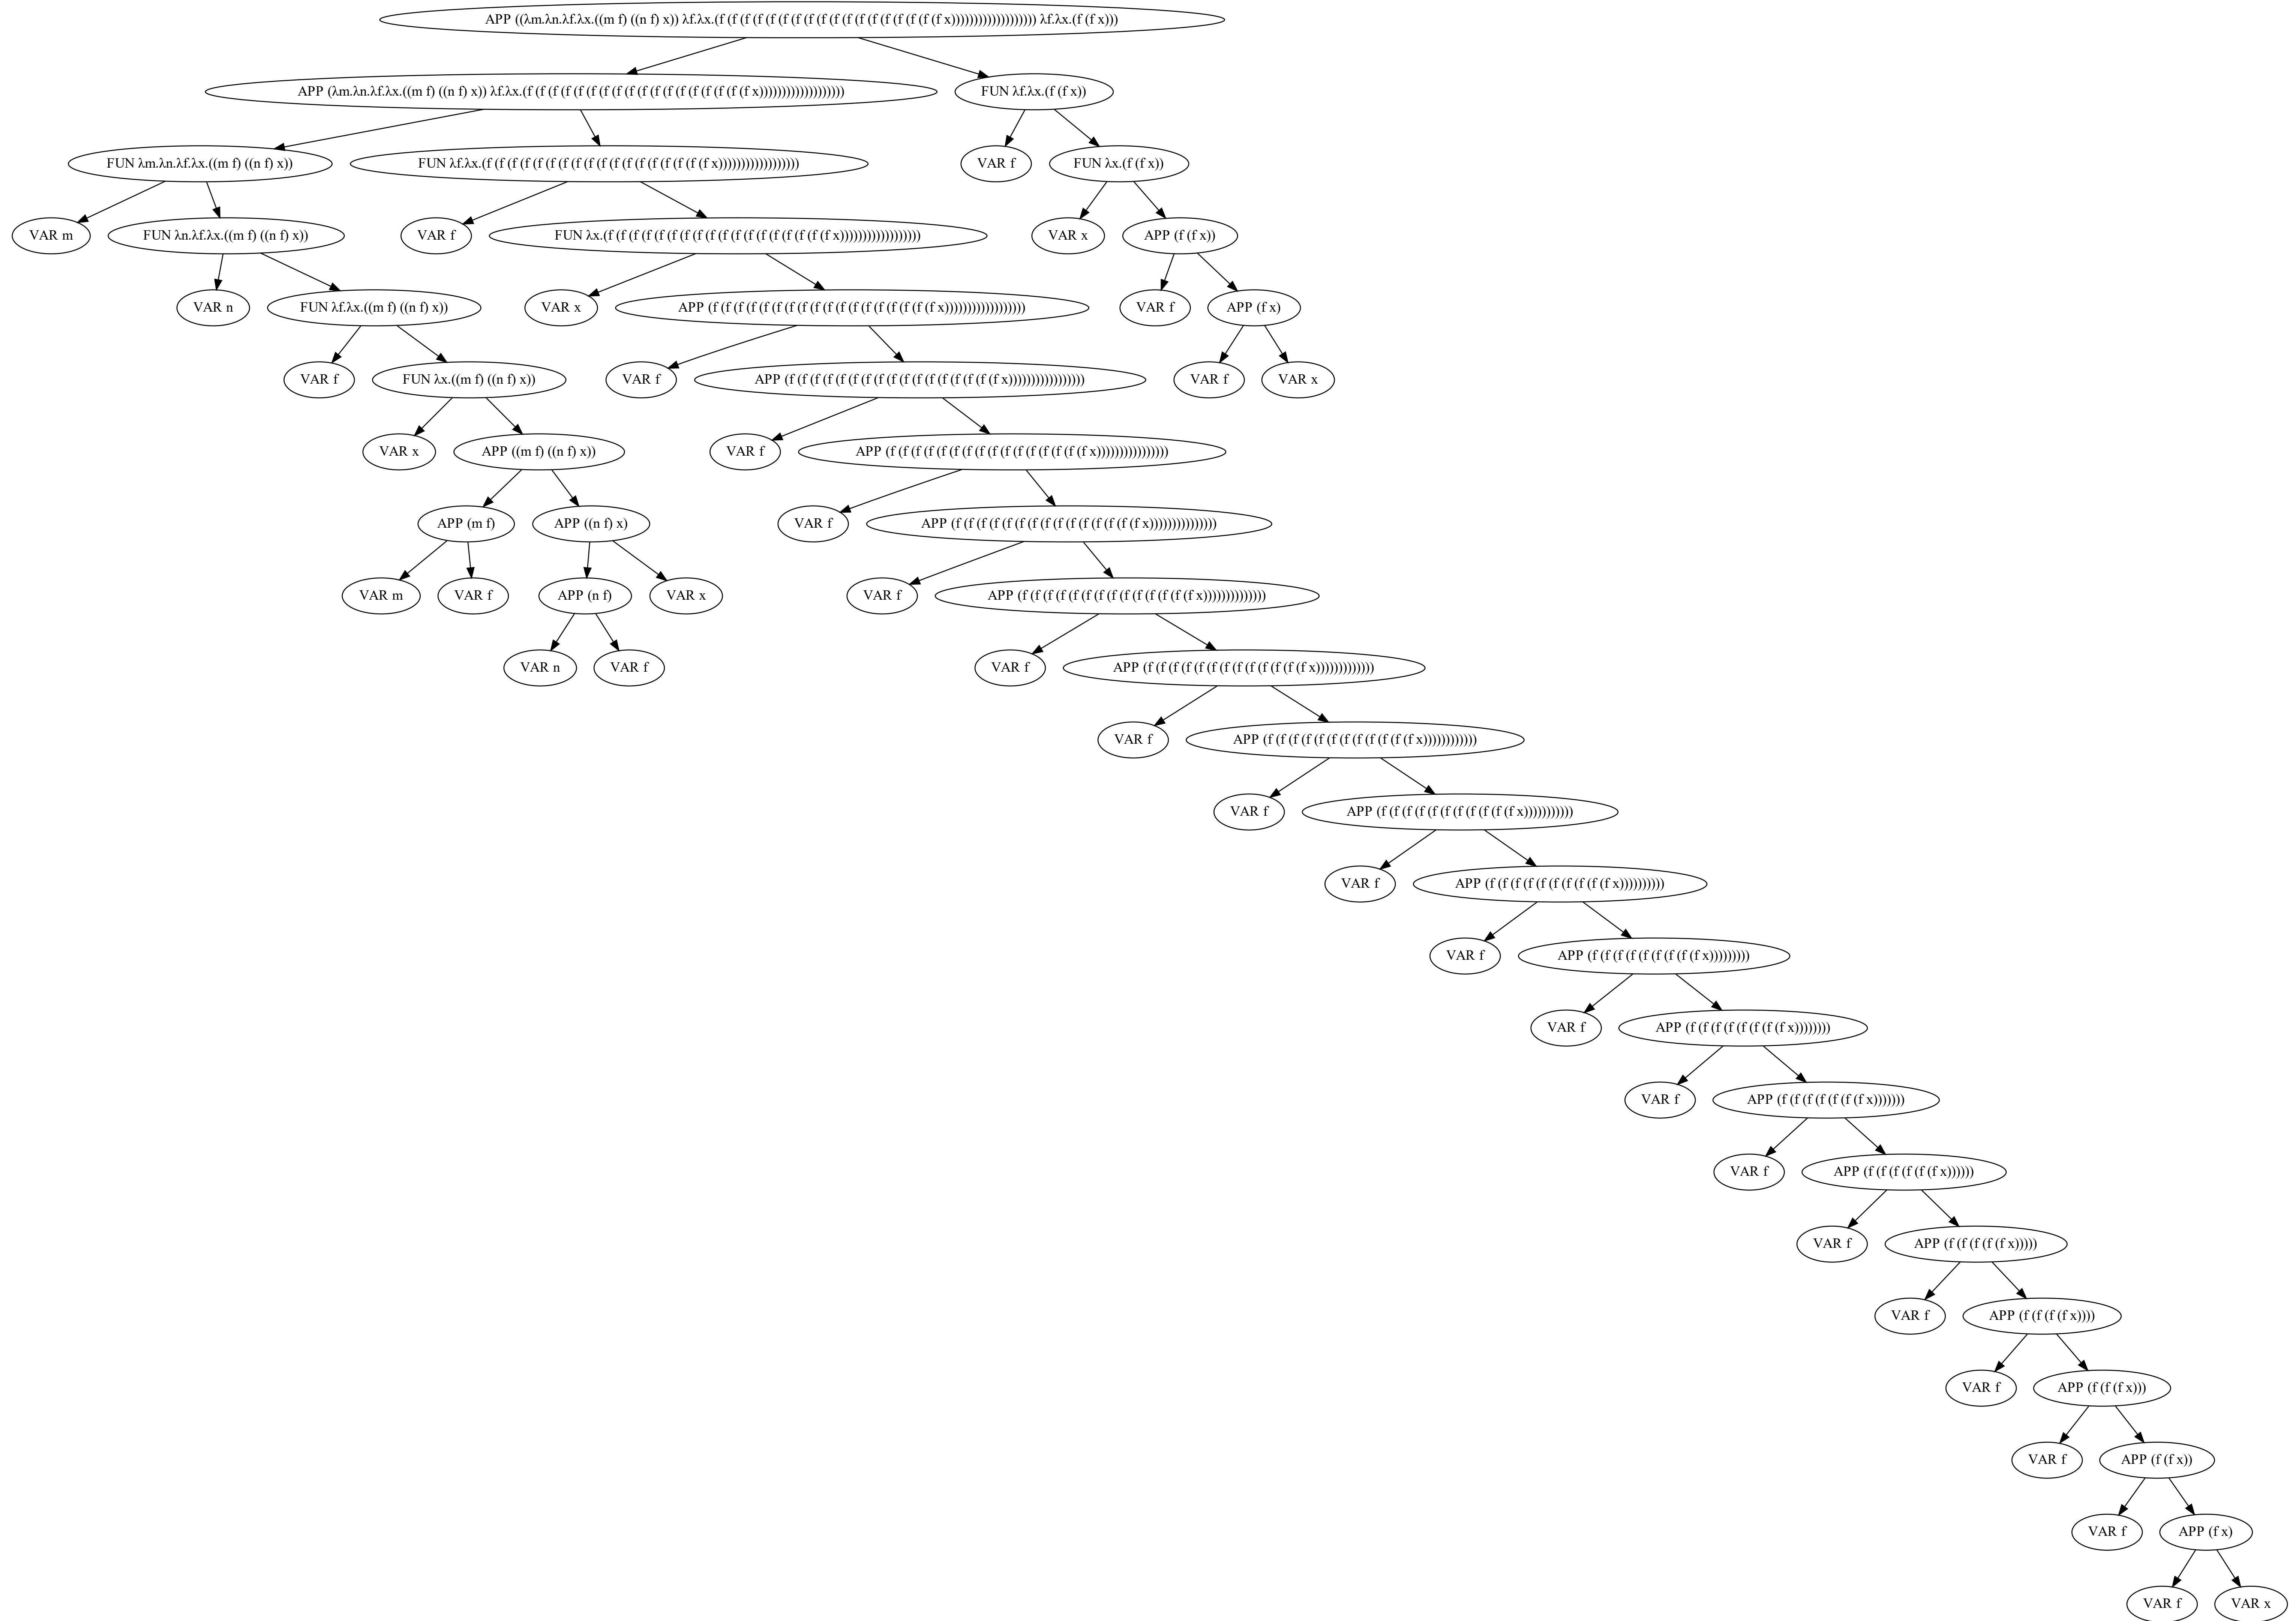 APP ((λm.λn.λf.λx.((m f) ((n f) x)) λf.λx.(f (f (f (f (f (f (f (f (f (f (f (f (f (f (f (f (f (f x))))))))))))))))))) λf.λx.(f (f x)))
APP (λm.λn.λf.λx.((m f) ((n f) x)) λf.λx.(f (f (f (f (f (f (f (f (f (f (f (f (f (f (f (f (f (f x)))))))))))))))))))
FUN λf.λx.(f (f x))
FUN λm.λn.λf.λx.((m f) ((n f) x))
FUN λf.λx.(f (f (f (f (f (f (f (f (f (f (f (f (f (f (f (f (f (f x))))))))))))))))))
VAR f
FUN λx.(f (f x))
VAR m
FUN λn.λf.λx.((m f) ((n f) x))
VAR f
FUN λx.(f (f (f (f (f (f (f (f (f (f (f (f (f (f (f (f (f (f x))))))))))))))))))
VAR x
APP (f (f x))
VAR n
FUN λf.λx.((m f) ((n f) x))
VAR x
APP (f (f (f (f (f (f (f (f (f (f (f (f (f (f (f (f (f (f x))))))))))))))))))
VAR f
APP (f x)
VAR f
FUN λx.((m f) ((n f) x))
VAR f
APP (f (f (f (f (f (f (f (f (f (f (f (f (f (f (f (f (f x)))))))))))))))))
VAR f
VAR x
VAR x
APP ((m f) ((n f) x))
VAR f
APP (f (f (f (f (f (f (f (f (f (f (f (f (f (f (f (f x))))))))))))))))
APP (m f)
APP ((n f) x)
VAR f
APP (f (f (f (f (f (f (f (f (f (f (f (f (f (f (f x)))))))))))))))
VAR m
VAR f
APP (n f)
VAR x
VAR f
APP (f (f (f (f (f (f (f (f (f (f (f (f (f (f x))))))))))))))
VAR n
VAR f
VAR f
APP (f (f (f (f (f (f (f (f (f (f (f (f (f x)))))))))))))
VAR f
APP (f (f (f (f (f (f (f (f (f (f (f (f x))))))))))))
VAR f
APP (f (f (f (f (f (f (f (f (f (f (f x)))))))))))
VAR f
APP (f (f (f (f (f (f (f (f (f (f x))))))))))
VAR f
APP (f (f (f (f (f (f (f (f (f x)))))))))
VAR f
APP (f (f (f (f (f (f (f (f x))))))))
VAR f
APP (f (f (f (f (f (f (f x)))))))
VAR f
APP (f (f (f (f (f (f x))))))
VAR f
APP (f (f (f (f (f x)))))
VAR f
APP (f (f (f (f x))))
VAR f
APP (f (f (f x)))
VAR f
APP (f (f x))
VAR f
APP (f x)
VAR f
VAR x